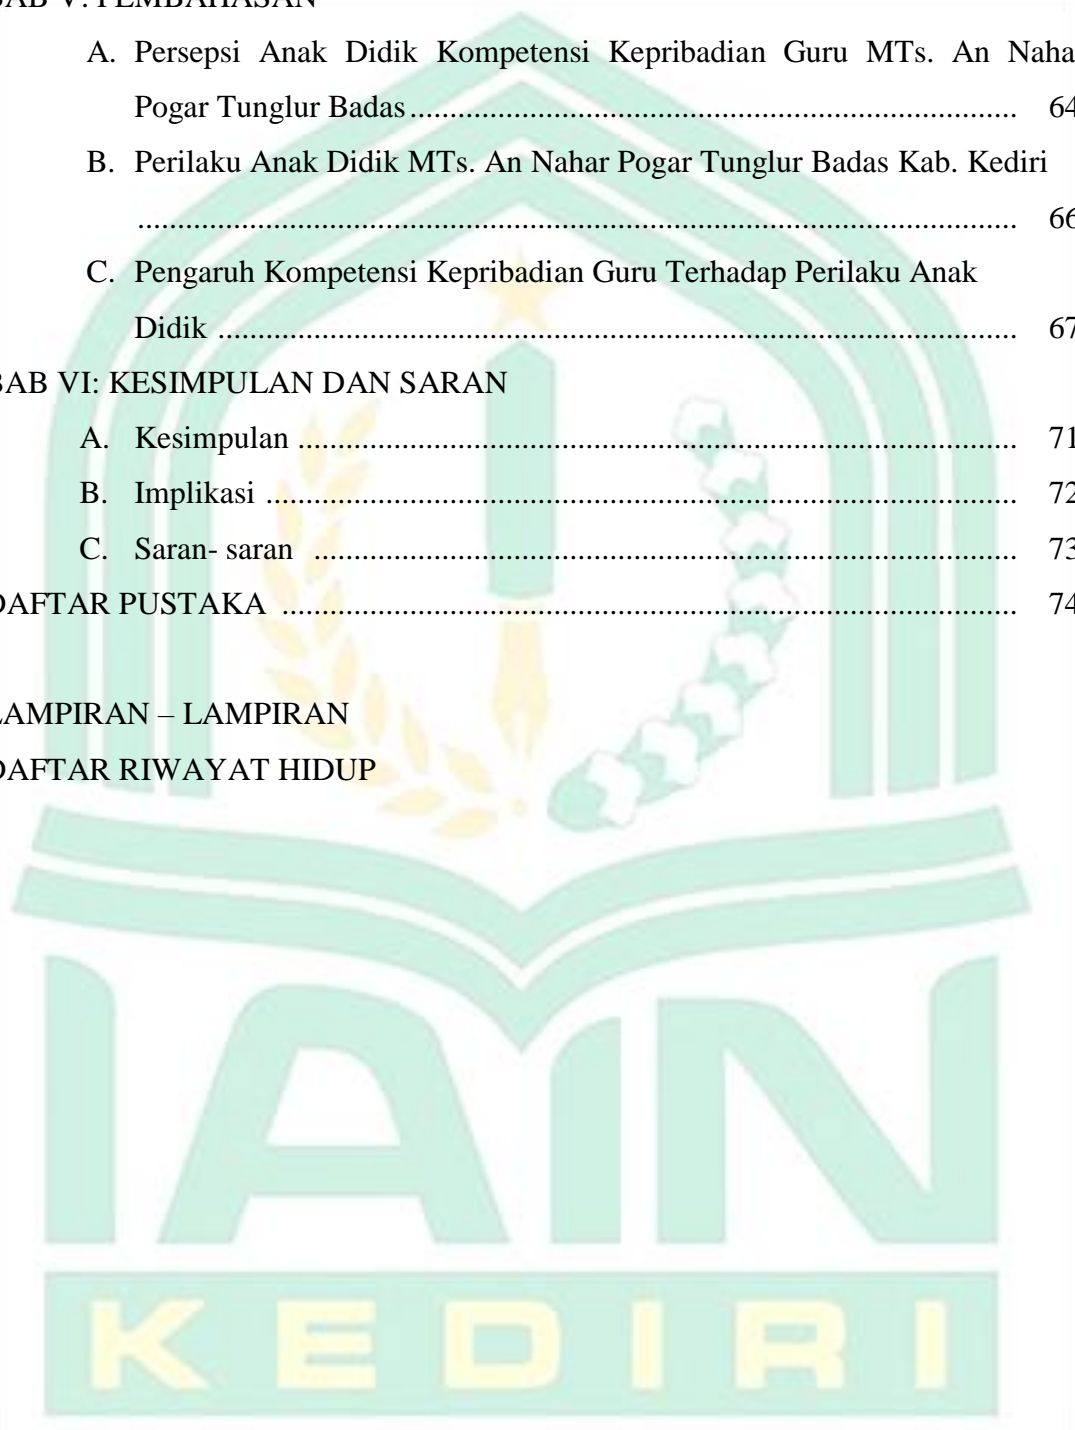 BAB V: PEMBAHASAN
A. Persepsi Anak Didik Kompetensi Kepribadian Guru MTs. An Naha
Pogar Tunglur Badas ........................................................................... 64
B. Perilaku Anak Didik MTs. An Nahar Pogar Tunglur Badas Kab. Kediri
............................................................................................................. 66
C. Pengaruh Kompetensi Kepribadian Guru Terhadap Perilaku Anak
Didik ................................................................................................... 67
BAB VI: KESIMPULAN DAN SARAN
A. Kesimpulan ......................................................................................... 71
B. Implikasi ............................................................................................. 72
C. Saran- saran ....................................................................................... 73
DAFTAR PUSTAKA ........................................................................................... 74
LAMPIRAN – LAMPIRAN
DAFTAR RIWAYAT HIDUP
IAIN
KEDIRI